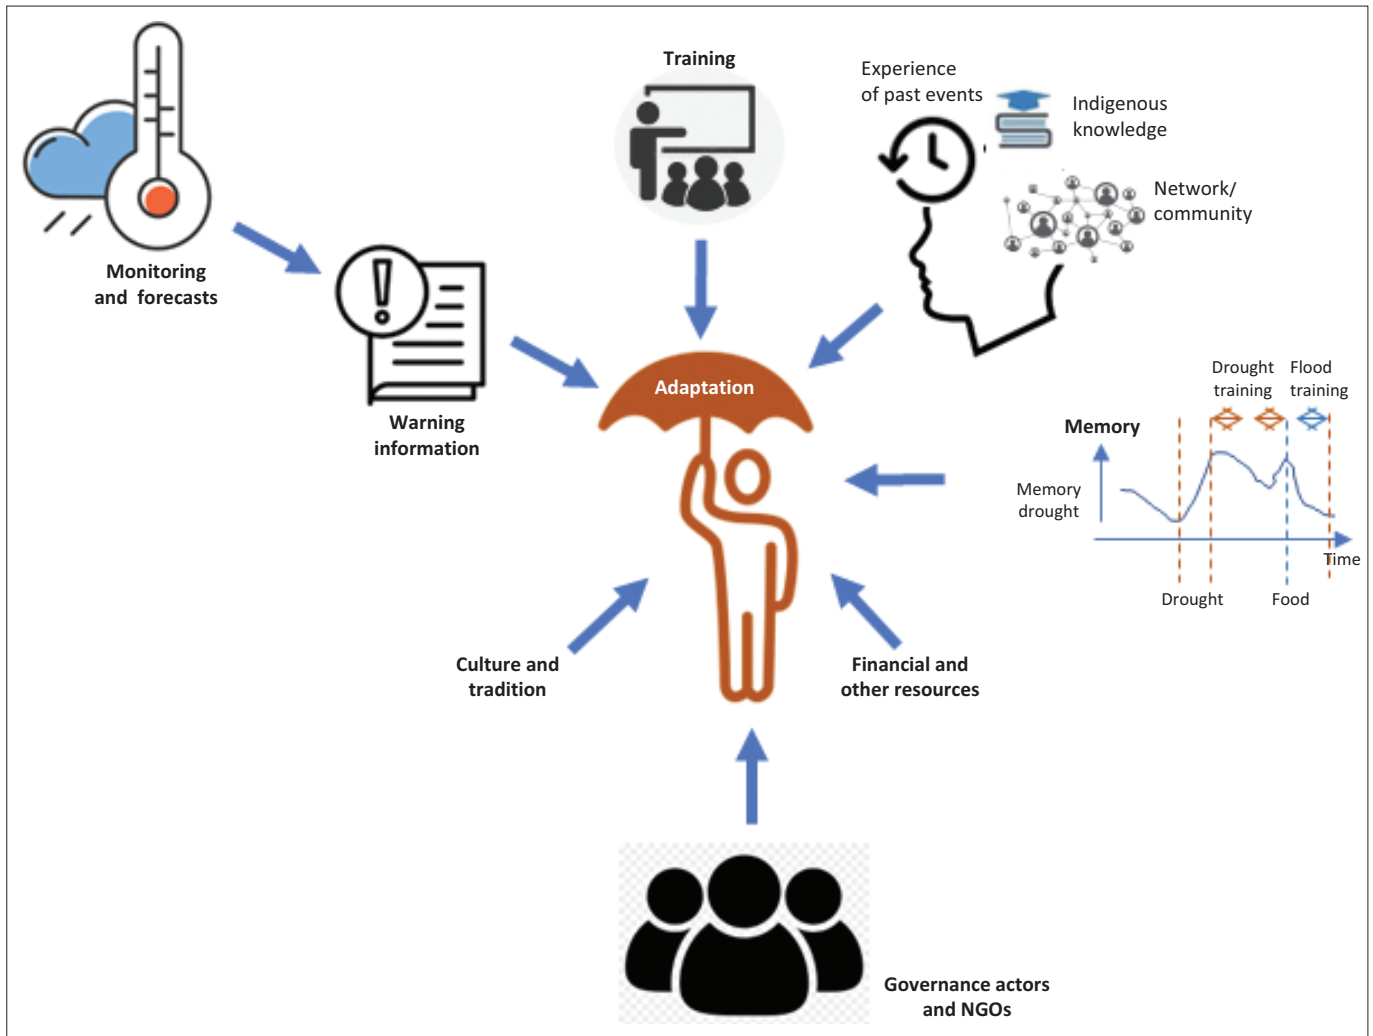 Training
Experience
of past events
Indigenous
knowledge
Network/
community
Monitoring
and forecasts
Warning
information
Adaptation
Drought
training
Flood
training
Memory
Memory
drought
Time
Drought
Food
Culture and
tradition
Financial and
other resources
Governance actors
and NGOs